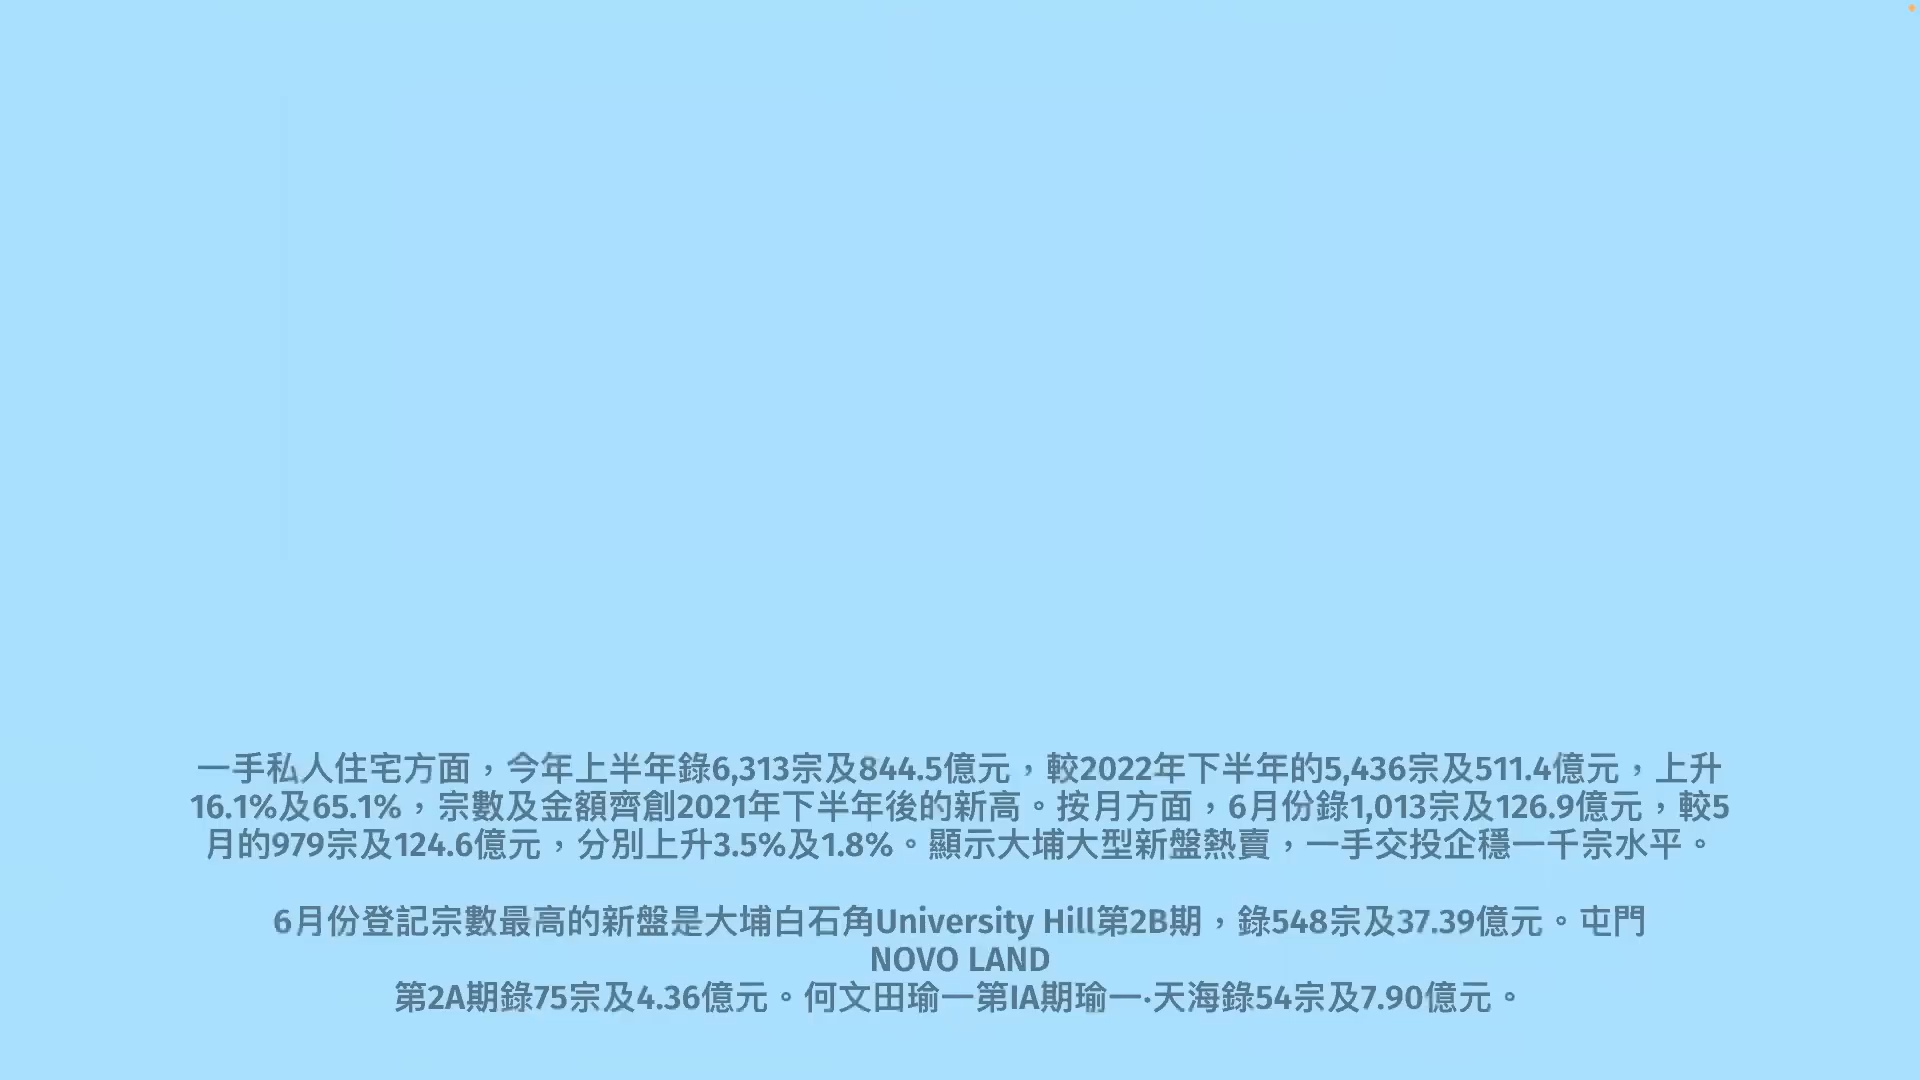 一手私人住宅方面，今年上半年錄6,313宗及844.5億元，較2022年下半年的5,436宗及511.4億元，上升
16.1%及65.1%，宗數及金額齊創2021年下半年後的新高。按月方面，6月份錄1,013宗及126.9億元，較5
月的979宗及124.6億元，分別上升3.5%及1.8%。顯示大埔大型新盤熱賣，一手交投企穩一千宗水平。
6月份登記宗數最高的新盤是大埔白石角University Hill第2B期，錄548宗及37.39億元。屯門
NOVO LAND
第2A期錄75宗及4.36億元。何文田瑜一第IA期瑜一·天海錄54宗及7.90億元。